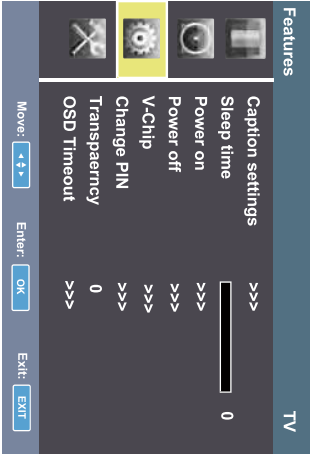 Features TV
Caption settings >>>
Sleep time 0
Power on >>>
Power off >>>
V-Chip >>>
Change PIN >>>
Transpaerncy 0
OSD Timeout >>>
Move: Enter: OK Exit: EXIT